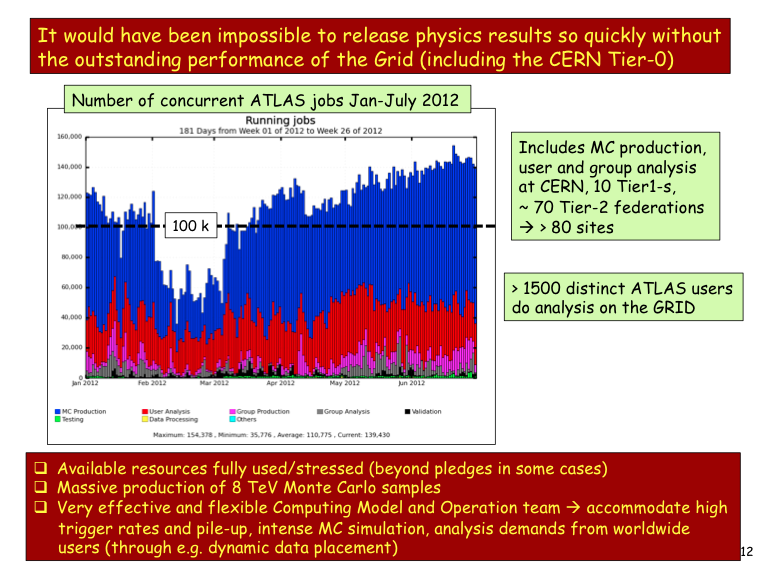 It would have been impossible to release physics results so quickly without
the outstanding performance of the Grid (including the CERN Tier-0)
Number of concurrent ATLAS jobs Jan-July 2012
Running jobs
181 Days from Week 01 of 2012 to Week 26 of 2012
160,000
140,000
120,000
100,000
80,000
60,000
40,000
20,000
0
100 k
Jan 2012 Feb 2012 Mar 2012 Apr 2012 May 2012 Jun 2012
MC Production User Analysis Group Production Group Analysis Validation
Testing Data Processing Others
Maximum: 154,378 , Minimum: 35,776 , Average: 110,775 , Current: 139,430
Includes MC production,
user and group analysis
at CERN, 10 Tier1-s,
~ 70 Tier-2 federations
→ > 80 sites
> 1500 distinct ATLAS users
do analysis on the GRID
❑ Available resources fully used/stressed (beyond pledges in some cases)
❑ Massive production of 8 TeV Monte Carlo samples
❑ Very effective and flexible Computing Model and Operation team → accommodate high
trigger rates and pile-up, intense MC simulation, analysis demands from worldwide
users (through e.g. dynamic data placement)
12